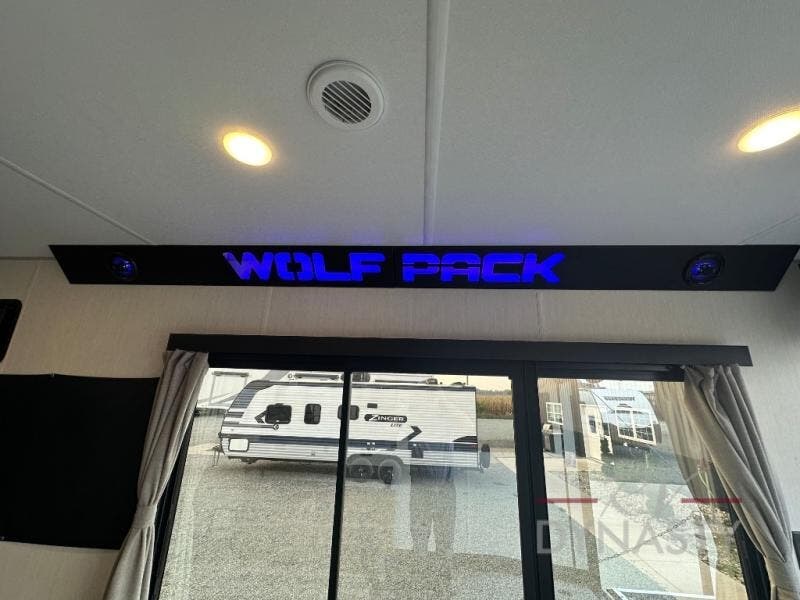 WOLF PACK
ZINGER
LITE
DYNASTY